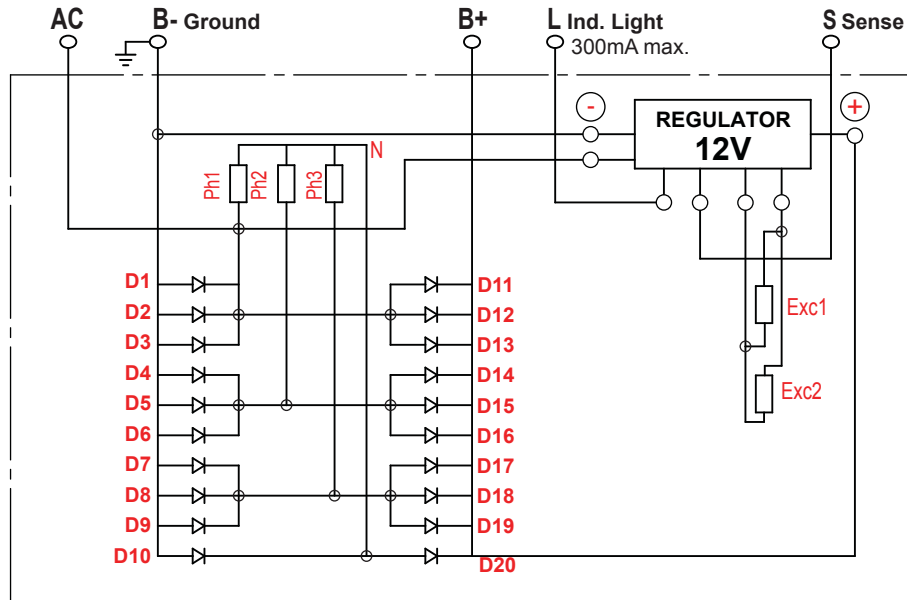 AC
B- Ground
B+
L Ind. Light
300mA max.
S Sense
-
REGULATOR
12V
+
N
Ph1
Ph2
Ph3
D1
D11
D2
D12
D3
D13
D4
D14
D5
D15
D6
D16
D7
D17
D8
D18
D9
D19
D10
D20
Exc1
Exc2